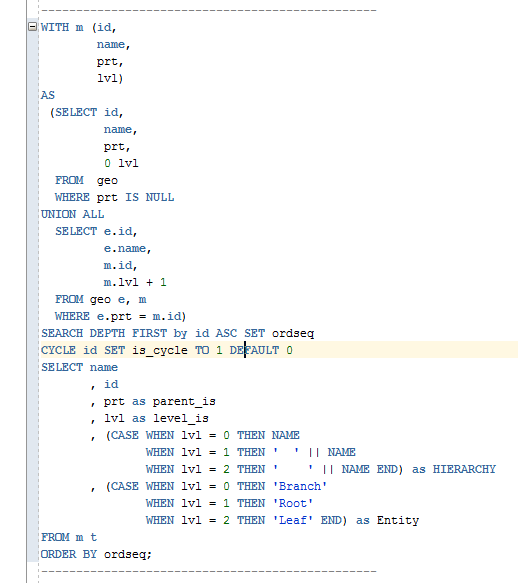 ------------------------------------------------
WITH m (id,
        name,
        prt,
        lvl)
AS
 (SELECT id,
         name,
         prt,
         0 lvl
  FROM  geo
  WHERE prt IS NULL
UNION ALL
  SELECT e.id,
         e.name,
         m.id,
         m.lvl + 1
  FROM geo e, m
  WHERE e.prt = m.id)
SEARCH DEPTH FIRST by id ASC SET ordseq
CYCLE id SET is_cycle TO 1 DEFAULT 0
SELECT name
       , id
       , prt as parent_is
       , lvl as level_is
       , (CASE WHEN lvl = 0 THEN NAME
               WHEN lvl = 1 THEN '  ' || NAME
               WHEN lvl = 2 THEN '    ' || NAME END) as HIERARCHY
       , (CASE WHEN lvl = 0 THEN 'Branch'
               WHEN lvl = 1 THEN 'Root'
               WHEN lvl = 2 THEN 'Leaf' END) as Entity
FROM m t
ORDER BY ordseq;
------------------------------------------------